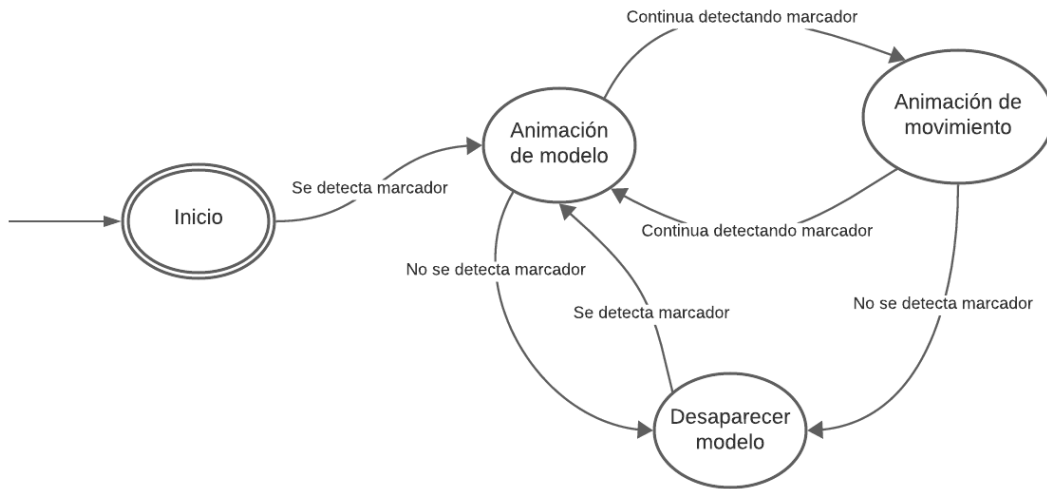 Continua detectando marcador
Animación de
movimiento
Animación
de modelo
Se detecta marcador
Inicio
Continua detectando marcador
No se detecta marcador
Se detecta marcador
No se detecta marcador
Desaparecer
modelo